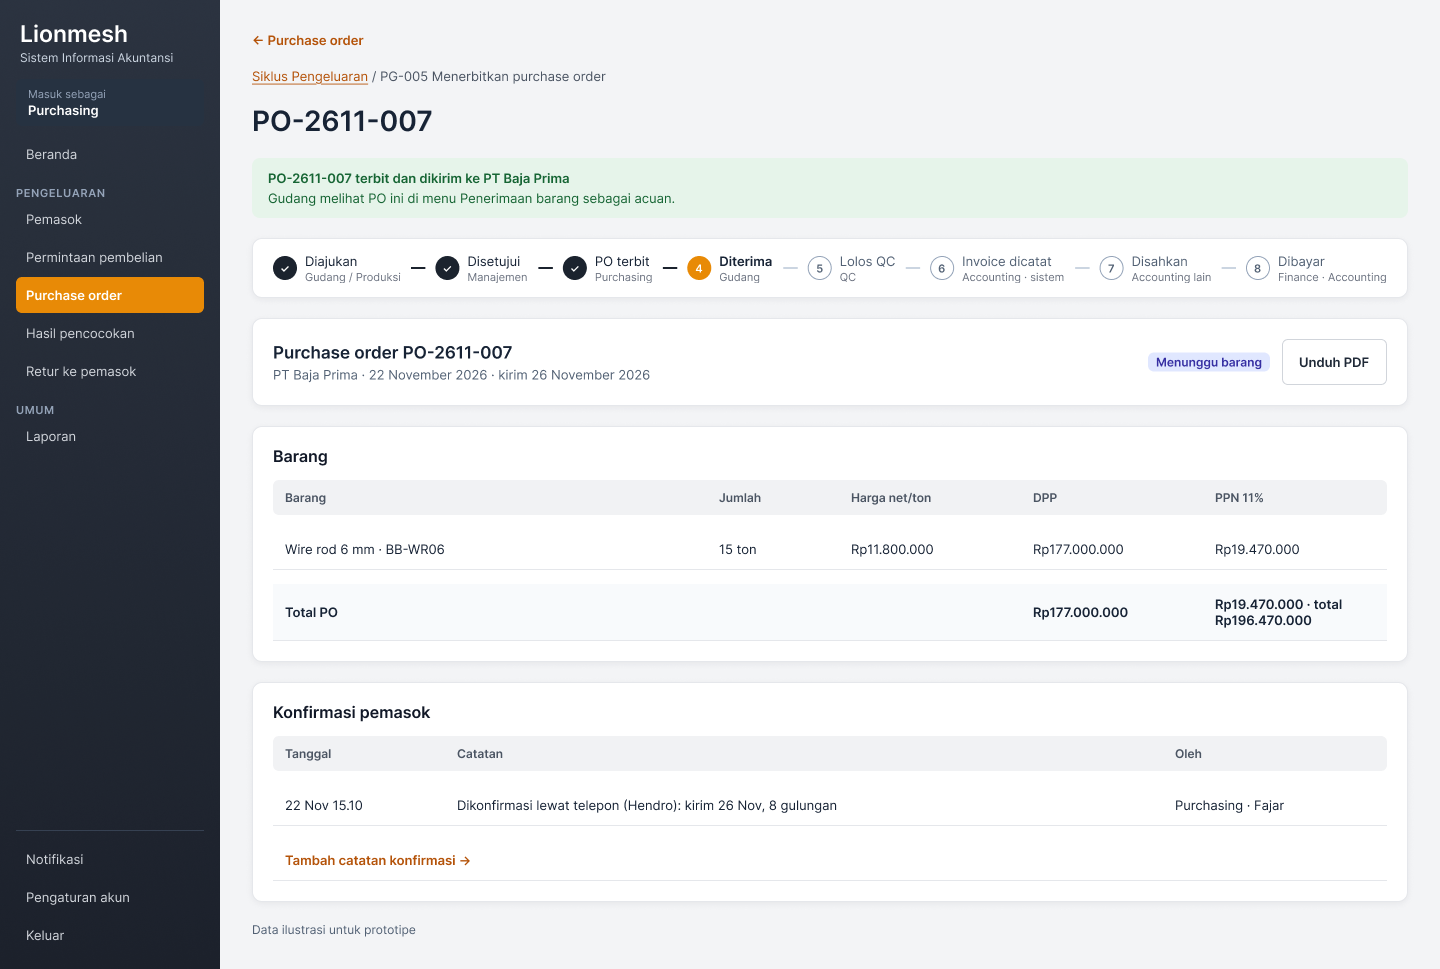 Lionmesh
Sistem Informasi Akuntansi
Masuk sebagai
Purchasing
Beranda
PENGELUARAN
Pemasok
Permintaan pembelian
Purchase order
Hasil pencocokan
Retur ke pemasok
UMUM
Laporan
Notifikasi
Pengaturan akun
Keluar
← Purchase order
Siklus Pengeluaran / PG-005 Menerbitkan purchase order
PO-2611-007
PO-2611-007 terbit dan dikirim ke PT Baja Prima
Gudang melihat PO ini di menu Penerimaan barang sebagai acuan.
✓ Diajukan
Gudang / Produksi
✓ Disetujui
Manajemen
✓ PO terbit
Purchasing
4 Diterima
Gudang
5 Lolos QC
QC
6 Invoice dicatat
Accounting · sistem
7 Disahkan
Accounting lain
8 Dibayar
Finance · Accounting
Purchase order PO-2611-007
PT Baja Prima · 22 November 2026 · kirim 26 November 2026
Menunggu barang
Unduh PDF
Barang
Barang Jumlah Harga net/ton DPP PPN 11%
Wire rod 6 mm · BB-WR06 15 ton Rp11.800.000 Rp177.000.000 Rp19.470.000
Total PO Rp177.000.000 Rp19.470.000 · total
Rp196.470.000
Konfirmasi pemasok
Tanggal Catatan Oleh
22 Nov 15.10 Dikonfirmasi lewat telepon (Hendro): kirim 26 Nov, 8 gulungan Purchasing · Fajar
Tambah catatan konfirmasi →
Data ilustrasi untuk prototipe